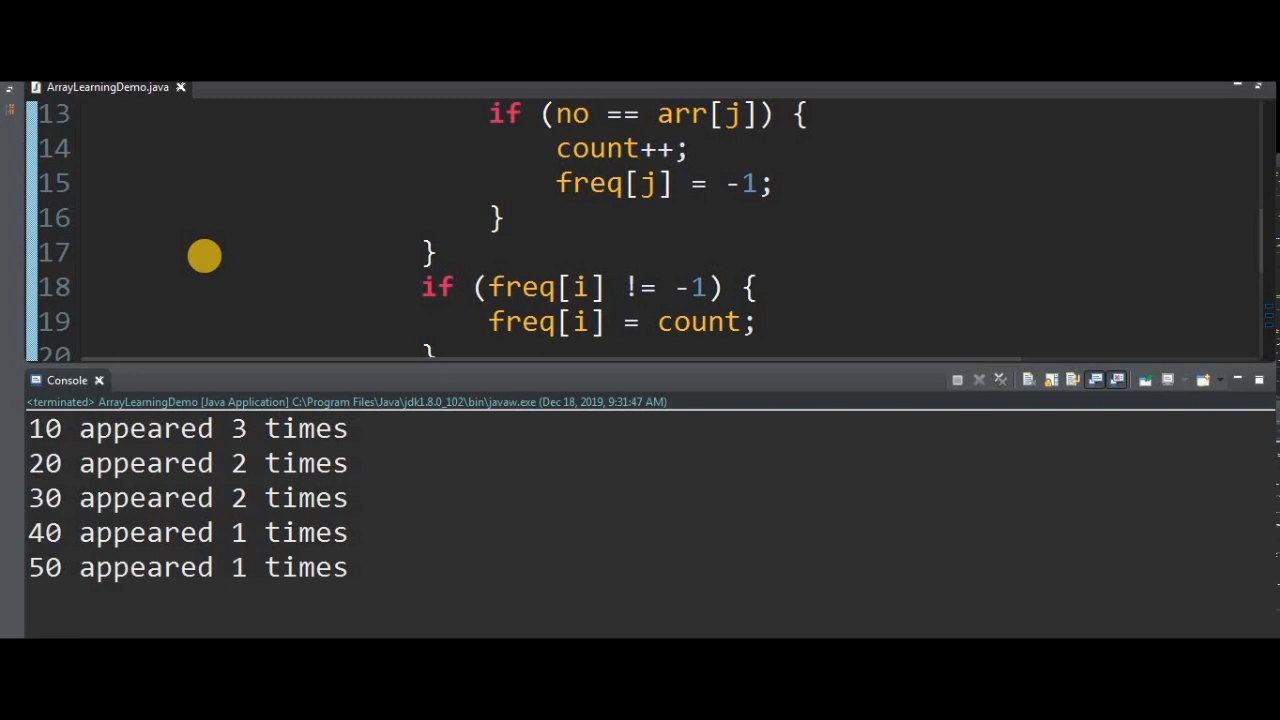 ArrayLearningDemo.java
13 if (no == arr[j]) {
14 count++;
15 freq[j] = -1;
16 }
17 }
18 if (freq[i] != -1) {
19 freq[i] = count;
20 }
Console
<terminated> ArrayLearningDemo [Java Application] C:\Program Files\Java\jdk1.8.0_102\bin\javaw.exe (Dec 18, 2019, 9:31:47 AM)
10 appeared 3 times
20 appeared 2 times
30 appeared 2 times
40 appeared 1 times
50 appeared 1 times